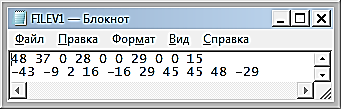 FILEV1 — Блокнот
Файл Правка Формат Вид Справка
48 37 0 28 0 0 29 0 0 15
-43 -9 2 16 -16 29 45 45 48 -29